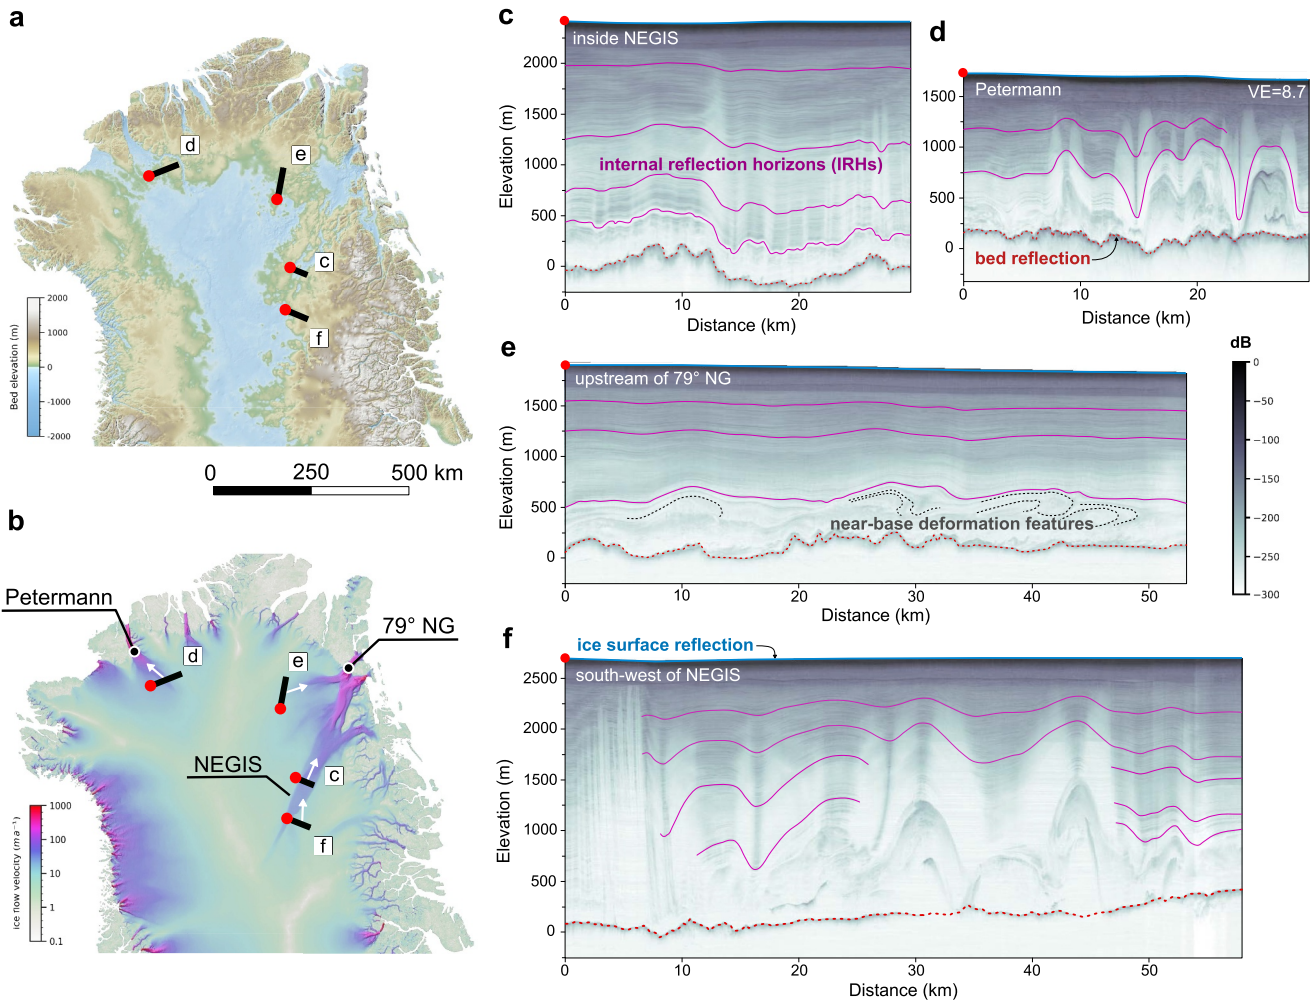 a
d
e
c
f
2000
1000
0
-1000
-2000
Bed elevation (m)
0
250
500 km
b
Petermann
79° NG
d
e
NEGIS
c
f
1000
100
10
1
0.1
ice flow velocity (m a⁻¹)
c
inside NEGIS
internal reflection horizons (IRHs)
Elevation (m)
2000
1500
1000
500
0
0
10
20
Distance (km)
d
Petermann
VE=8.7
bed reflection
Elevation (m)
1500
1000
500
0
0
10
20
Distance (km)
e
upstream of 79° NG
near-base deformation features
Elevation (m)
1500
1000
500
0
0
10
20
30
40
50
Distance (km)
dB
0
−50
−100
−150
−200
−250
−300
f
ice surface reflection
south-west of NEGIS
Elevation (m)
2500
2000
1500
1000
500
0
0
10
20
30
40
50
Distance (km)